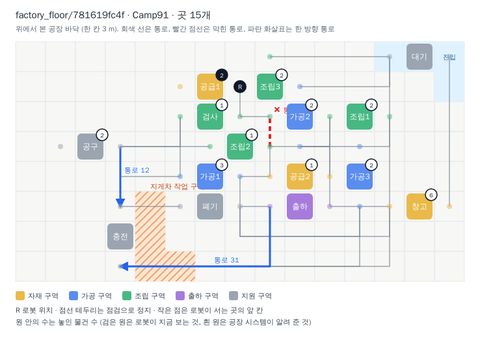 factory_floor/781619fc4f · Camp91 · 곳 15개
위에서 본 공장 바닥 (한 칸 3 m). 회색 선은 통로, 빨간 점선은 막힌 통로, 파란 화살표는 한 방향 통로
대기
2
2
공급1
R
조립3
1
2
2
검사
가공2
조립1
2
1
공구
조립2
3
1
2
통로 12
가공1
공급2
가공3
지게차 작업 구
6
폐기
출하
창고
충전
통로 31
자재 구역
가공 구역
조립 구역
출하 구역
지원 구역
R 로봇 위치 · 점선 테두리는 점검으로 정지 · 작은 점은 로봇이 서는 곳의 앞 칸
원 안의 수는 놓인 물건 수 (검은 원은 로봇이 지금 보는 것, 흰 원은 공장 시스템이 알려 준 것)